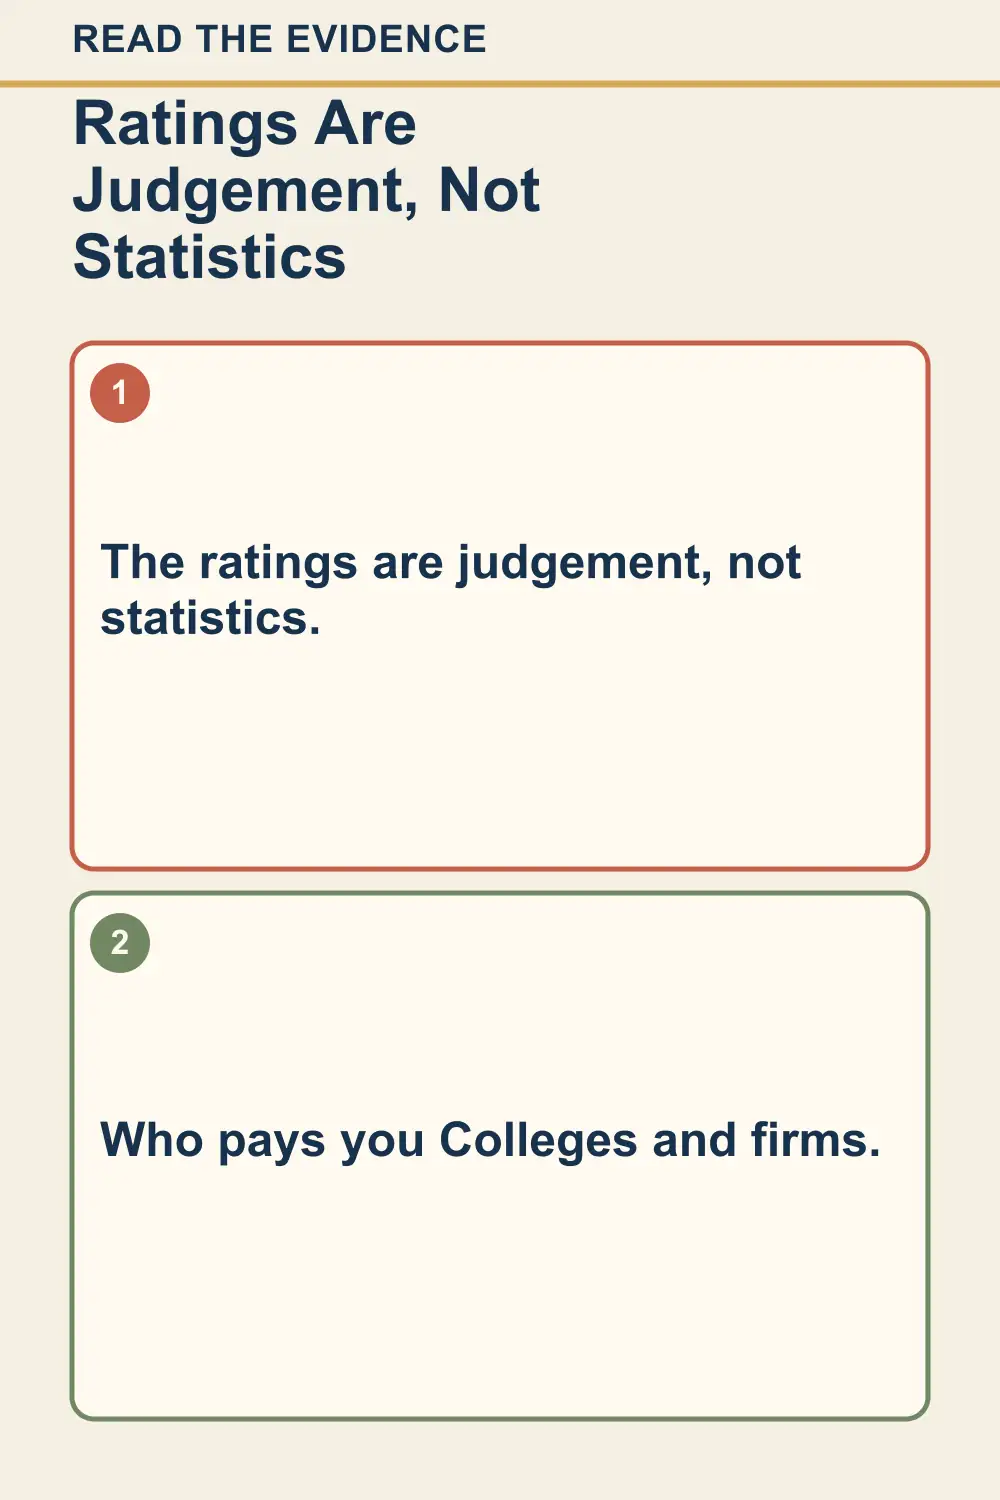 READ THE EVIDENCE
Ratings Are
Judgement, Not
Statistics
1
The ratings are judgement, not
statistics.
2
Who pays you Colleges and firms.